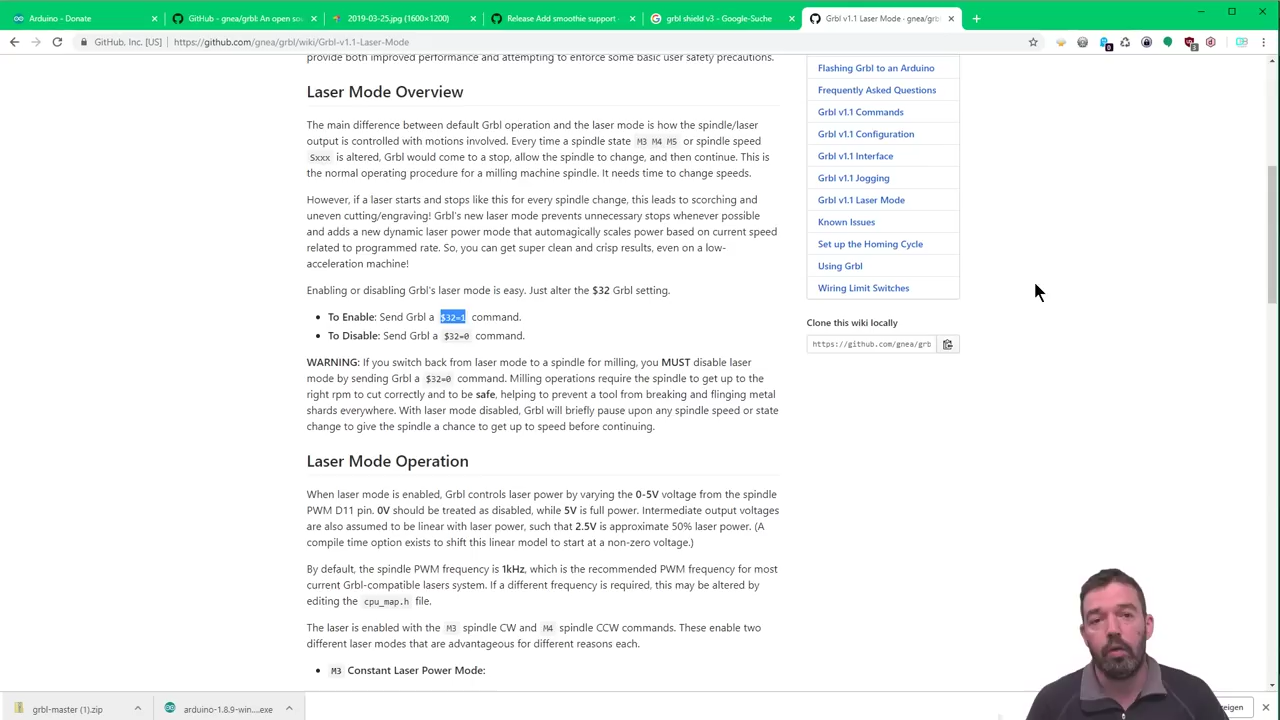 Arduino - Donate
GitHub - gnea/grbl: An open sou
2019-03-25.jpg (1600×1200)
Release Add smoothie support ·
grbl shield v3 - Google-Suche
Grbl v1.1 Laser Mode · gnea/grbl
GitHub, Inc. [US]
https://github.com/gnea/grbl/wiki/Grbl-v1.1-Laser-Mode
provide both improved performance and attempting to enforce some basic user safety precautions.
Laser Mode Overview
The main difference between default Grbl operation and the laser mode is how the spindle/laser
output is controlled with motions involved. Every time a spindle state M3 M4 M5 or spindle speed
Sxxx is altered, Grbl would come to a stop, allow the spindle to change, and then continue. This is
the normal operating procedure for a milling machine spindle. It needs time to change speeds.
However, if a laser starts and stops like this for every spindle change, this leads to scorching and
uneven cutting/engraving! Grbl's new laser mode prevents unnecessary stops whenever possible
and adds a new dynamic laser power mode that automagically scales power based on current speed
related to programmed rate. So, you can get super clean and crisp results, even on a low-
acceleration machine!
Enabling or disabling Grbl's laser mode is easy. Just alter the $32 Grbl setting.
• To Enable: Send Grbl a $32=1 command.
• To Disable: Send Grbl a $32=0 command.
WARNING: If you switch back from laser mode to a spindle for milling, you MUST disable laser
mode by sending Grbl a $32=0 command. Milling operations require the spindle to get up to the
right rpm to cut correctly and to be safe, helping to prevent a tool from breaking and flinging metal
shards everywhere. With laser mode disabled, Grbl will briefly pause upon any spindle speed or state
change to give the spindle a chance to get up to speed before continuing.
Laser Mode Operation
When laser mode is enabled, Grbl controls laser power by varying the 0-5V voltage from the spindle
PWM D11 pin. 0V should be treated as disabled, while 5V is full power. Intermediate output voltages
are also assumed to be linear with laser power, such that 2.5V is approximate 50% laser power. (A
compile time option exists to shift this linear model to start at a non-zero voltage.)
By default, the spindle PWM frequency is 1kHz, which is the recommended PWM frequency for most
current Grbl-compatible lasers system. If a different frequency is required, this may be altered by
editing the cpu_map.h file.
The laser is enabled with the M3 spindle CW and M4 spindle CCW commands. These enable two
different laser modes that are advantageous for different reasons each.
• M3 Constant Laser Power Mode:
Flashing Grbl to an Arduino
Frequently Asked Questions
Grbl v1.1 Commands
Grbl v1.1 Configuration
Grbl v1.1 Interface
Grbl v1.1 Jogging
Grbl v1.1 Laser Mode
Known Issues
Set up the Homing Cycle
Using Grbl
Wiring Limit Switches
Clone this wiki locally
https://github.com/gnea/grb
grbl-master (1).zip
arduino-1.8.9-win....exe